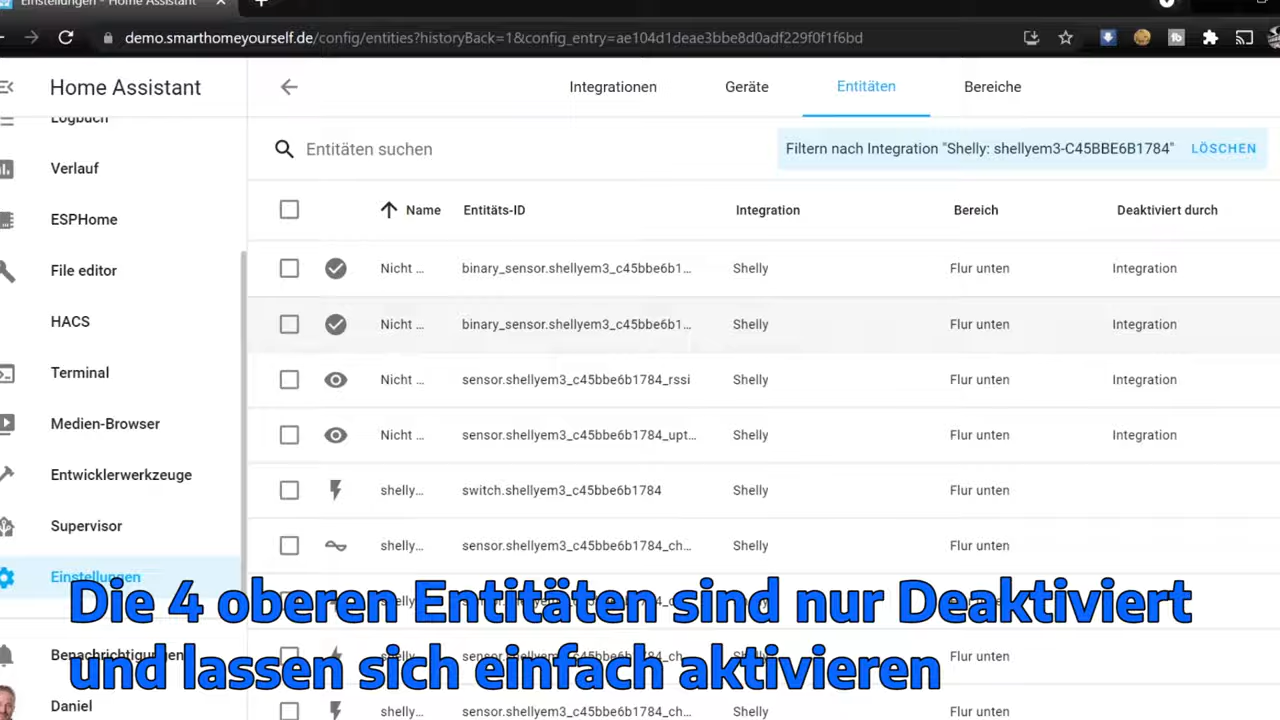 Einstellungen - Home Assistant
demo.smarthomeyourself.de/config/entities?historyBack=1&config_entry=ae104d1deae3bbe8d0adf229f0f1f6bd
Home Assistant
Integrationen Geräte Entitäten Bereiche
Logbuch
Entitäten suchen
Filtern nach Integration "Shelly: shellyem3-C45BBE6B1784" LÖSCHEN
Verlauf
Name Entitäts-ID Integration Bereich Deaktiviert durch
ESPHome
Nicht ... binary_sensor.shellyem3_c45bbe6b1... Shelly Flur unten Integration
File editor
HACS
Nicht ... binary_sensor.shellyem3_c45bbe6b1... Shelly Flur unten Integration
Terminal
Nicht ... sensor.shellyem3_c45bbe6b1784_rssi Shelly Flur unten Integration
Medien-Browser
Nicht ... sensor.shellyem3_c45bbe6b1784_upt... Shelly Flur unten Integration
Entwicklerwerkzeuge
shelly... switch.shellyem3_c45bbe6b1784 Shelly Flur unten
Supervisor
shelly... sensor.shellyem3_c45bbe6b1784_ch... Shelly Flur unten
Einstellungen
Die 4 oberen Entitäten sind nur Deaktiviert
und lassen sich einfach aktivieren
Benachrichtigungen
Flur unten
Daniel
shelly... sensor.shellyem3_c45bbe6b1784_ch... Shelly Flur unten